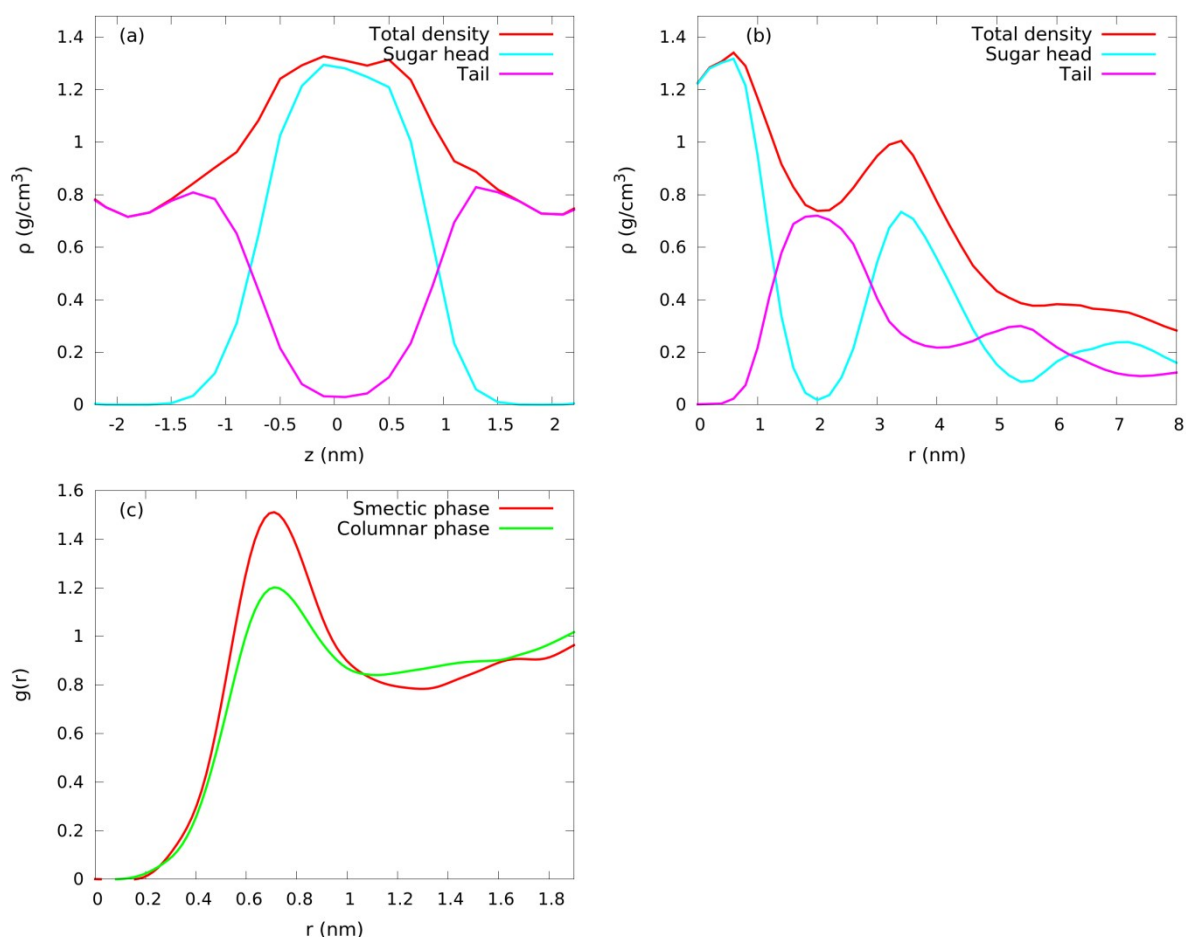 (a)
Total density
Sugar head
Tail
1.4
1.2
1
0.8
0.6
0.4
0.2
0
ρ (g/cm³)
-2 -1.5 -1 -0.5 0 0.5 1 1.5 2
z (nm)
(b)
Total density
Sugar head
Tail
1.4
1.2
1
0.8
0.6
0.4
0.2
0
ρ (g/cm³)
0 1 2 3 4 5 6 7 8
r (nm)
(c)
Smectic phase
Columnar phase
1.6
1.4
1.2
1
0.8
0.6
0.4
0.2
0
g(r)
0 0.2 0.4 0.6 0.8 1 1.2 1.4 1.6 1.8
r (nm)